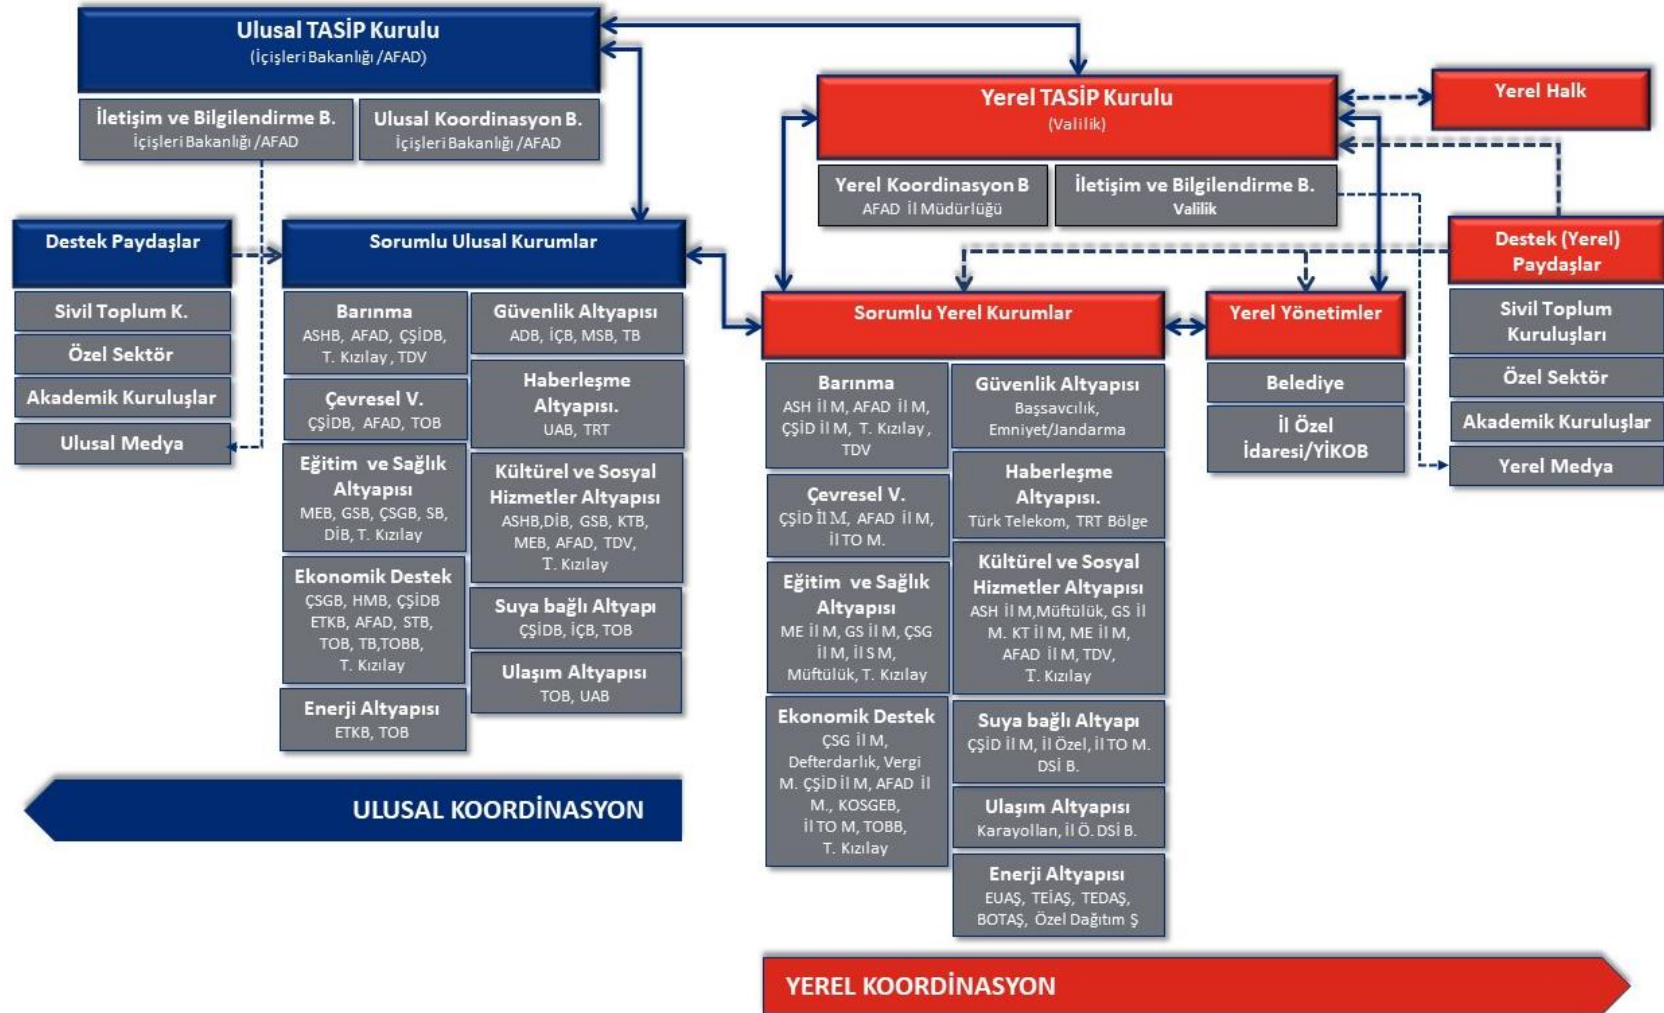 Ulusal TASİP Kurulu
(İçişleri Bakanlığı /AFAD)
İletişim ve Bilgilendirme B.
İçişleri Bakanlığı /AFAD
Ulusal Koordinasyon B.
İçişleri Bakanlığı /AFAD
Destek Paydaşlar
Sivil Toplum K.
Özel Sektör
Akademik Kuruluşlar
Ulusal Medya
Sorumlu Ulusal Kurumlar
Barınma
ASHB, AFAD, ÇŞİDB,
T. Kızılay , TDV
Çevresel V.
ÇŞİDB, AFAD, TOB
Eğitim ve Sağlık
Altyapısı
MEB, GSB, ÇSGB, SB,
DİB, T. Kızılay
Ekonomik Destek
ÇSGB, HMB, ÇŞİDB
ETKB, AFAD, STB,
TOB, TB,TOBB,
T. Kızılay
Enerji Altyapısı
ETKB, TOB
Güvenlik Altyapısı
ADB, İÇB, MSB, TB
Haberleşme
Altyapısı.
UAB, TRT
Kültürel ve Sosyal
Hizmetler Altyapısı
ASHB,DİB, GSB, KTB,
MEB, AFAD, TDV,
T. Kızılay
Suya bağlı Altyapı
ÇŞİDB, İÇB, TOB
Ulaşım Altyapısı
TOB, UAB
ULUSAL KOORDİNASYON
Yerel TASİP Kurulu
(Valilik)
Yerel Koordinasyon B
AFAD İl Müdürlüğü
İletişim ve Bilgilendirme B.
Valilik
Yerel Halk
Sorumlu Yerel Kurumlar
Barınma
ASH İl M, AFAD İl M,
ÇŞİD İl M, T. Kızılay ,
TDV
Çevresel V.
ÇŞİD İl M, AFAD İl M,
İl TO M.
Eğitim ve Sağlık
Altyapısı
ME İl M, GS İl M, ÇSG
İl M, İl S M,
Müftülük, T. Kızılay
Ekonomik Destek
ÇSG İl M,
Defterdarlık, Vergi
M. ÇŞİD İl M, AFAD İl
M., KOSGEB,
İl TO M, TOBB,
T. Kızılay
Güvenlik Altyapısı
Başsavcılık,
Emniyet/Jandarma
Haberleşme
Altyapısı.
Türk Telekom, TRT Bölge
Kültürel ve Sosyal
Hizmetler Altyapısı
ASH İl M,Müftülük, GS İl
M. KT İl M, ME İl M,
AFAD İl M, TDV,
T. Kızılay
Suya bağlı Altyapı
ÇŞİD İl M, İl Özel, İl TO M.
DSİ B.
Ulaşım Altyapısı
Karayolları, İl Ö. DSİ B.
Enerji Altyapısı
EUAŞ, TEİAŞ, TEDAŞ,
BOTAŞ, Özel Dağıtım Ş
Yerel Yönetimler
Belediye
İl Özel
İdaresi/YİKOB
Destek (Yerel)
Paydaşlar
Sivil Toplum
Kuruluşları
Özel Sektör
Akademik Kuruluşlar
Yerel Medya
YEREL KOORDİNASYON